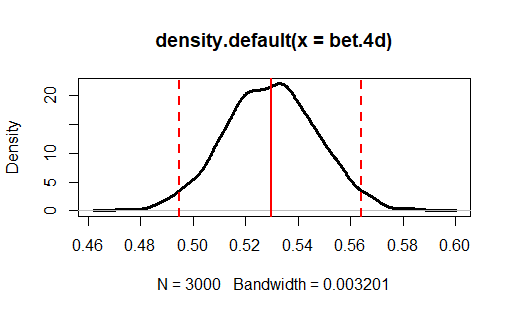 density.default(x = bet.4d)
Density
20
10
5
0
0.46 0.48 0.50 0.52 0.54 0.56 0.58 0.60
N = 3000 Bandwidth = 0.003201